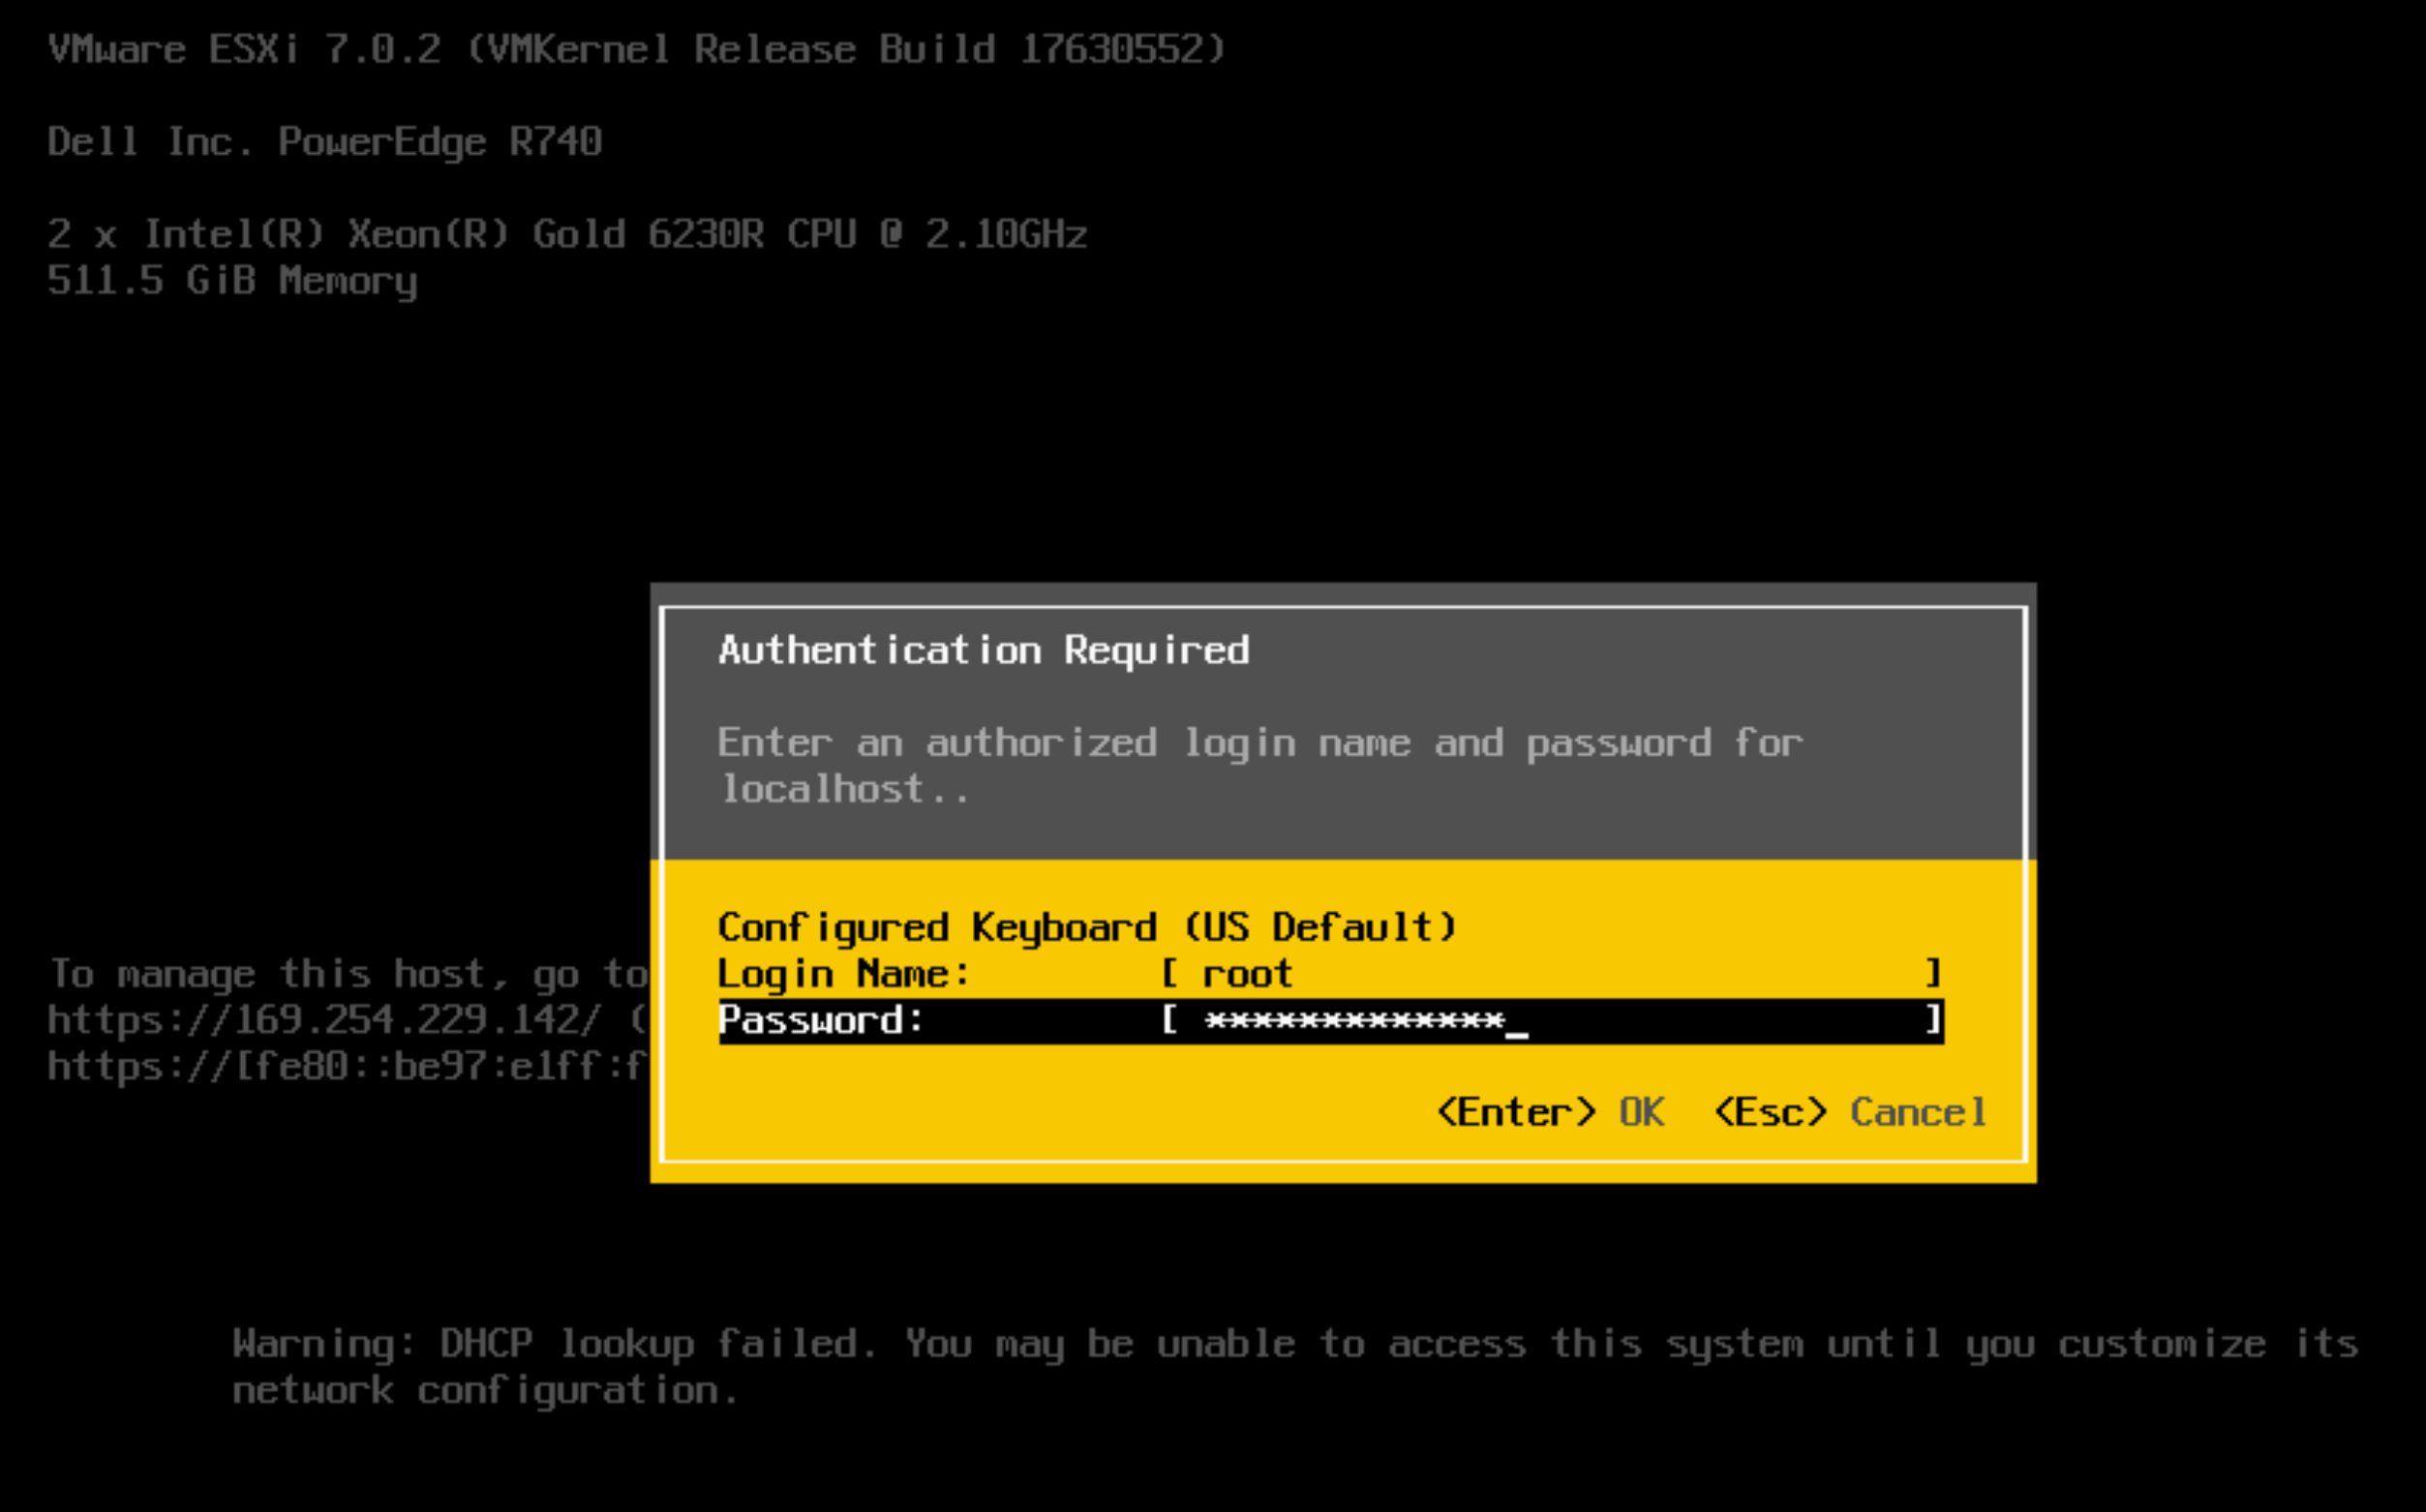 VMware ESXi 7.0.2 (VMKernel Release Build 17630552)
Dell Inc. PowerEdge R740
2 x Intel(R) Xeon(R) Gold 6230R CPU @ 2.10GHz
511.5 GiB Memory
Authentication Required
Enter an authorized login name and password for
localhost..
Configured Keyboard (US Default)
Login Name: [ root ]
Password: [ *************_ ]
<Enter> OK <Esc> Cancel
To manage this host, go to
https://169.254.229.142/ (
https://[fe80::be97:e1ff:f
Warning: DHCP lookup failed. You may be unable to access this system until you customize its
network configuration.